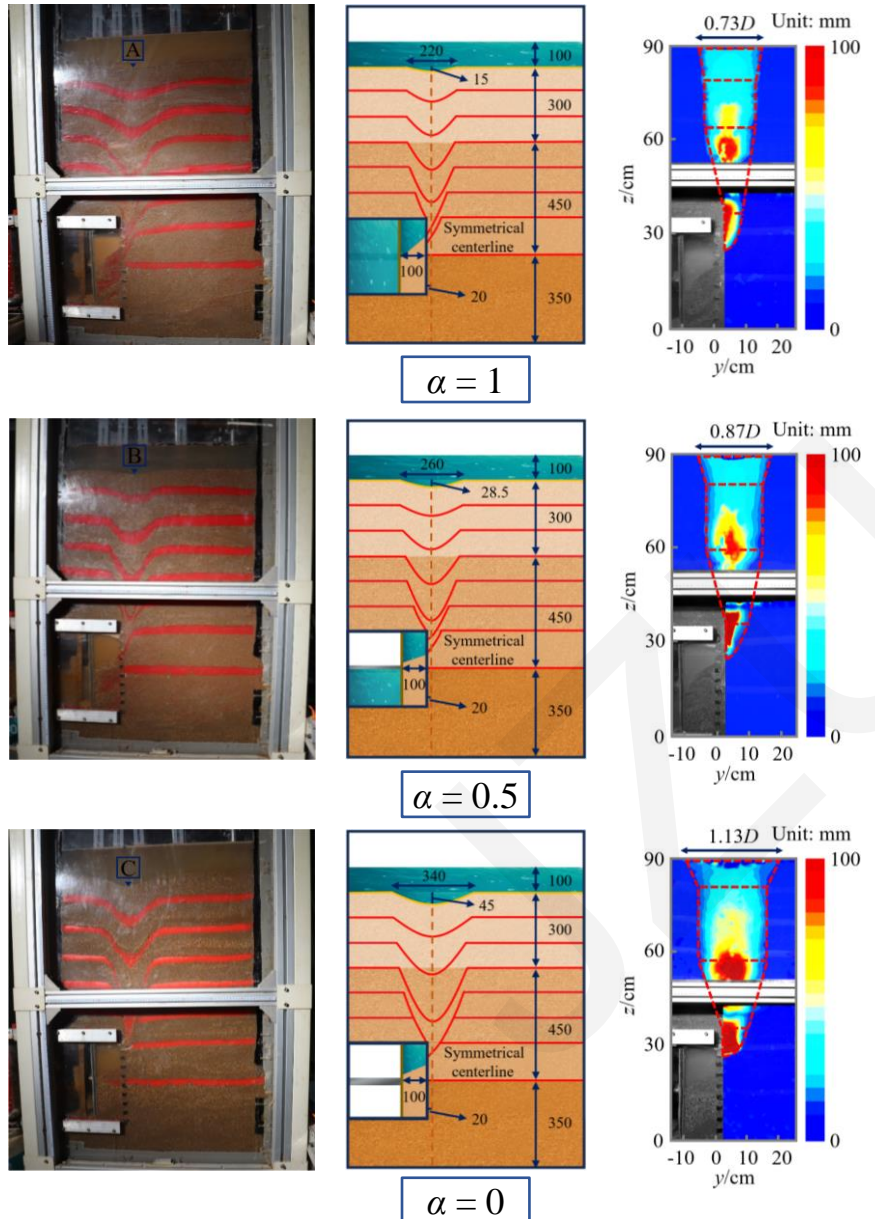 A
220
100
15
300
450
Symmetrical
centerline
100
20
350
0.73D Unit: mm
90
100
60
z/cm
30
0
0
-10 0 10 20
y/cm
α = 1
B
260
100
28.5
300
450
Symmetrical
centerline
100
20
350
0.87D Unit: mm
90
100
60
z/cm
30
0
0
-10 0 10 20
y/cm
α = 0.5
C
340
100
45
300
450
Symmetrical
centerline
100
20
350
1.13D Unit: mm
90
100
60
z/cm
30
0
0
-10 0 10 20
y/cm
α = 0